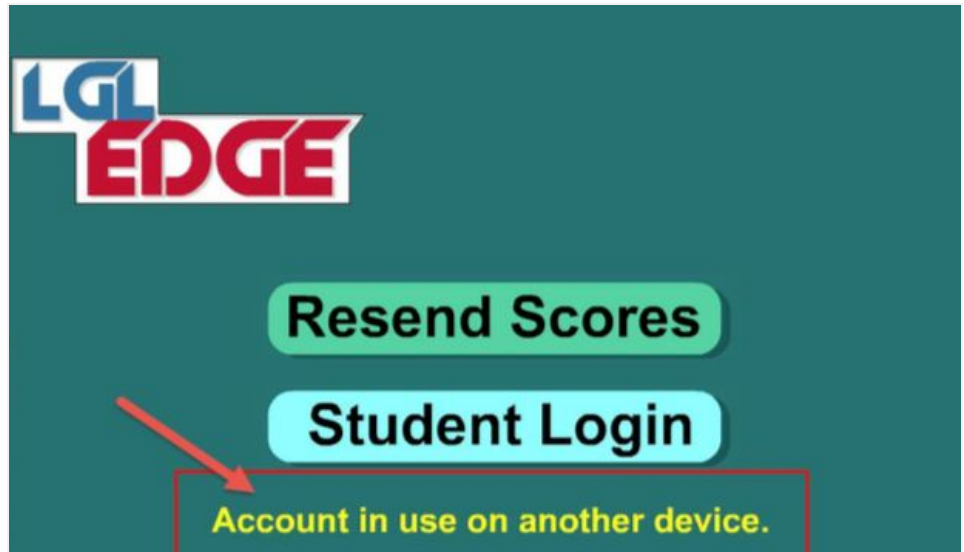 LGL
EDGE
Resend Scores
Student Login
Account in use on another device.